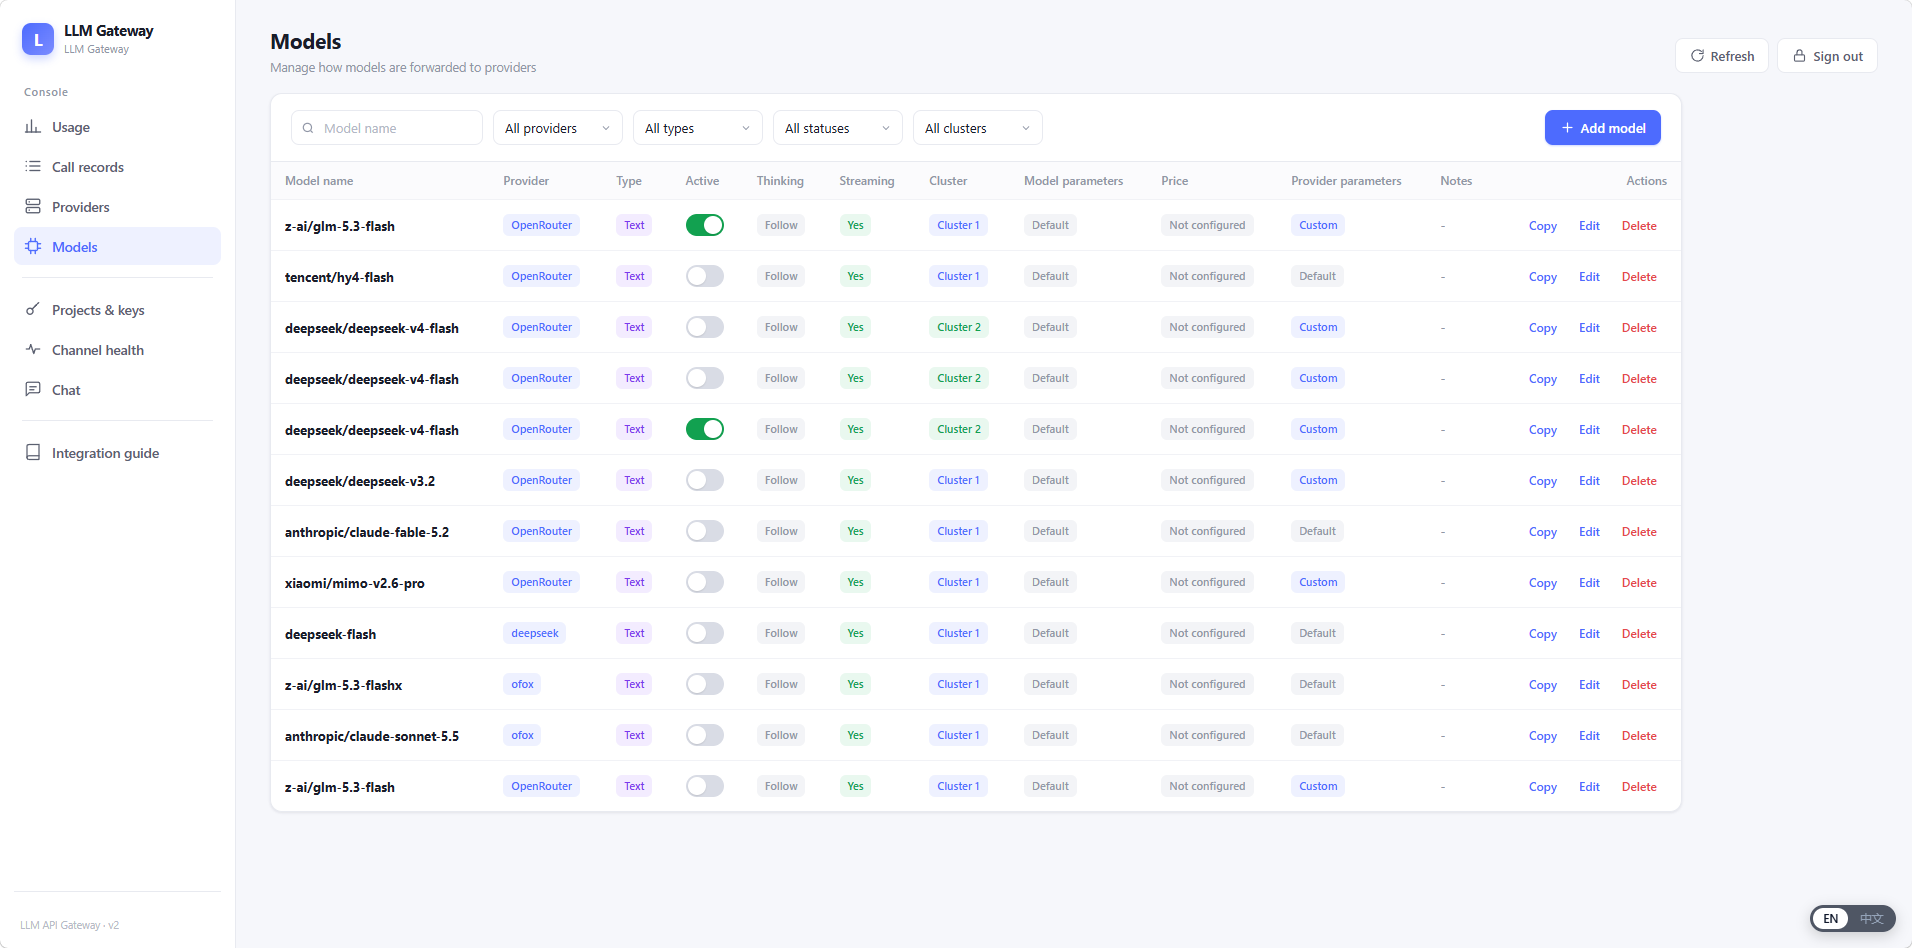 L
LLM Gateway
LLM Gateway
Console
Usage
Call records
Providers
Models
Projects & keys
Channel health
Chat
Integration guide
LLM API Gateway · v2
Models
Manage how models are forwarded to providers
Refresh
Sign out
Model name
All providers
All types
All statuses
All clusters
Add model
Model name Provider Type Active Thinking Streaming Cluster Model parameters Price Provider parameters Notes Actions
z-ai/glm-5.3-flash OpenRouter Text Follow Yes Cluster 1 Default Not configured Custom - Copy Edit Delete
tencent/hy4-flash OpenRouter Text Follow Yes Cluster 1 Default Not configured Default - Copy Edit Delete
deepseek/deepseek-v4-flash OpenRouter Text Follow Yes Cluster 2 Default Not configured Custom - Copy Edit Delete
deepseek/deepseek-v4-flash OpenRouter Text Follow Yes Cluster 2 Default Not configured Custom - Copy Edit Delete
deepseek/deepseek-v4-flash OpenRouter Text Follow Yes Cluster 2 Default Not configured Custom - Copy Edit Delete
deepseek/deepseek-v3.2 OpenRouter Text Follow Yes Cluster 1 Default Not configured Custom - Copy Edit Delete
anthropic/claude-fable-5.2 OpenRouter Text Follow Yes Cluster 1 Default Not configured Default - Copy Edit Delete
xiaomi/mimo-v2.6-pro OpenRouter Text Follow Yes Cluster 1 Default Not configured Custom - Copy Edit Delete
deepseek-flash deepseek Text Follow Yes Cluster 1 Default Not configured Default - Copy Edit Delete
z-ai/glm-5.3-flashx ofox Text Follow Yes Cluster 1 Default Not configured Default - Copy Edit Delete
anthropic/claude-sonnet-5.5 ofox Text Follow Yes Cluster 1 Default Not configured Default - Copy Edit Delete
z-ai/glm-5.3-flash OpenRouter Text Follow Yes Cluster 1 Default Not configured Custom - Copy Edit Delete
EN 中文